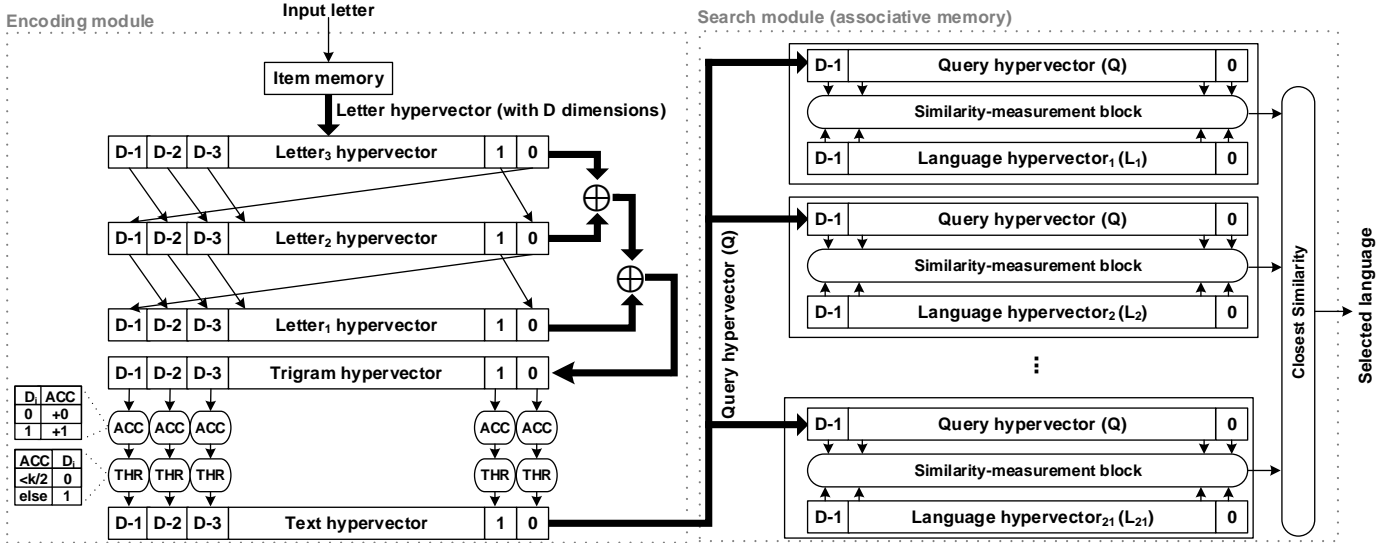 Encoding module
Input letter
Item memory
Letter hypervector (with D dimensions)
D-1 D-2 D-3 Letter3 hypervector 1 0
D-1 D-2 D-3 Letter2 hypervector 1 0
D-1 D-2 D-3 Letter1 hypervector 1 0
D-1 D-2 D-3 Trigram hypervector 1 0
Di ACC
0 +0
1 +1
ACC ACC ACC ACC ACC
ACC Di
<k/2 0
else 1
THR THR THR THR THR
D-1 D-2 D-3 Text hypervector 1 0
Query hypervector (Q)
Search module (associative memory)
D-1 Query hypervector (Q) 0
Similarity-measurement block
D-1 Language hypervector1 (L1) 0
D-1 Query hypervector (Q) 0
Similarity-measurement block
D-1 Language hypervector2 (L2) 0
...
D-1 Query hypervector (Q) 0
Similarity-measurement block
D-1 Language hypervector21 (L21) 0
Closest Similarity
Selected language